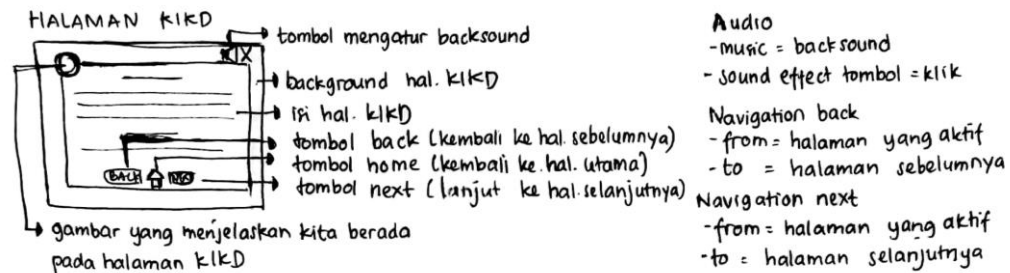 HALAMAN KIKD
tombol mengatur backsound
background hal. KIKD
isi hal. KIKD
tombol back (kembali ke hal. sebelumnya)
tombol home (kembali ke hal. utama)
tombol next (lanjut ke hal. selanjutnya)
BACK
gambar yang menjelaskan kita berada
pada halaman KIKD
Audio
- music = backsound
- sound effect tombol = klik
Navigation back
- from = halaman yang aktif
- to = halaman sebelumnya
Navigation next
- from = halaman yang aktif
- to = halaman selanjutnya